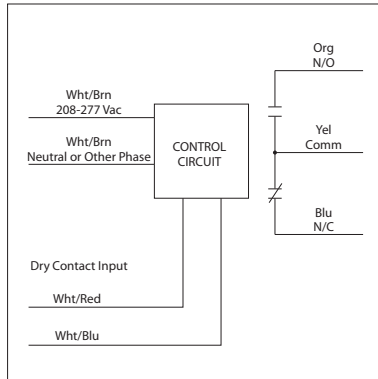 Org
N/O
Wht/Brn
208-277 Vac
Yel
Comm
Wht/Brn
Neutral or Other Phase
CONTROL
CIRCUIT
Blu
N/C
Dry Contact Input
Wht/Red
Wht/Blu